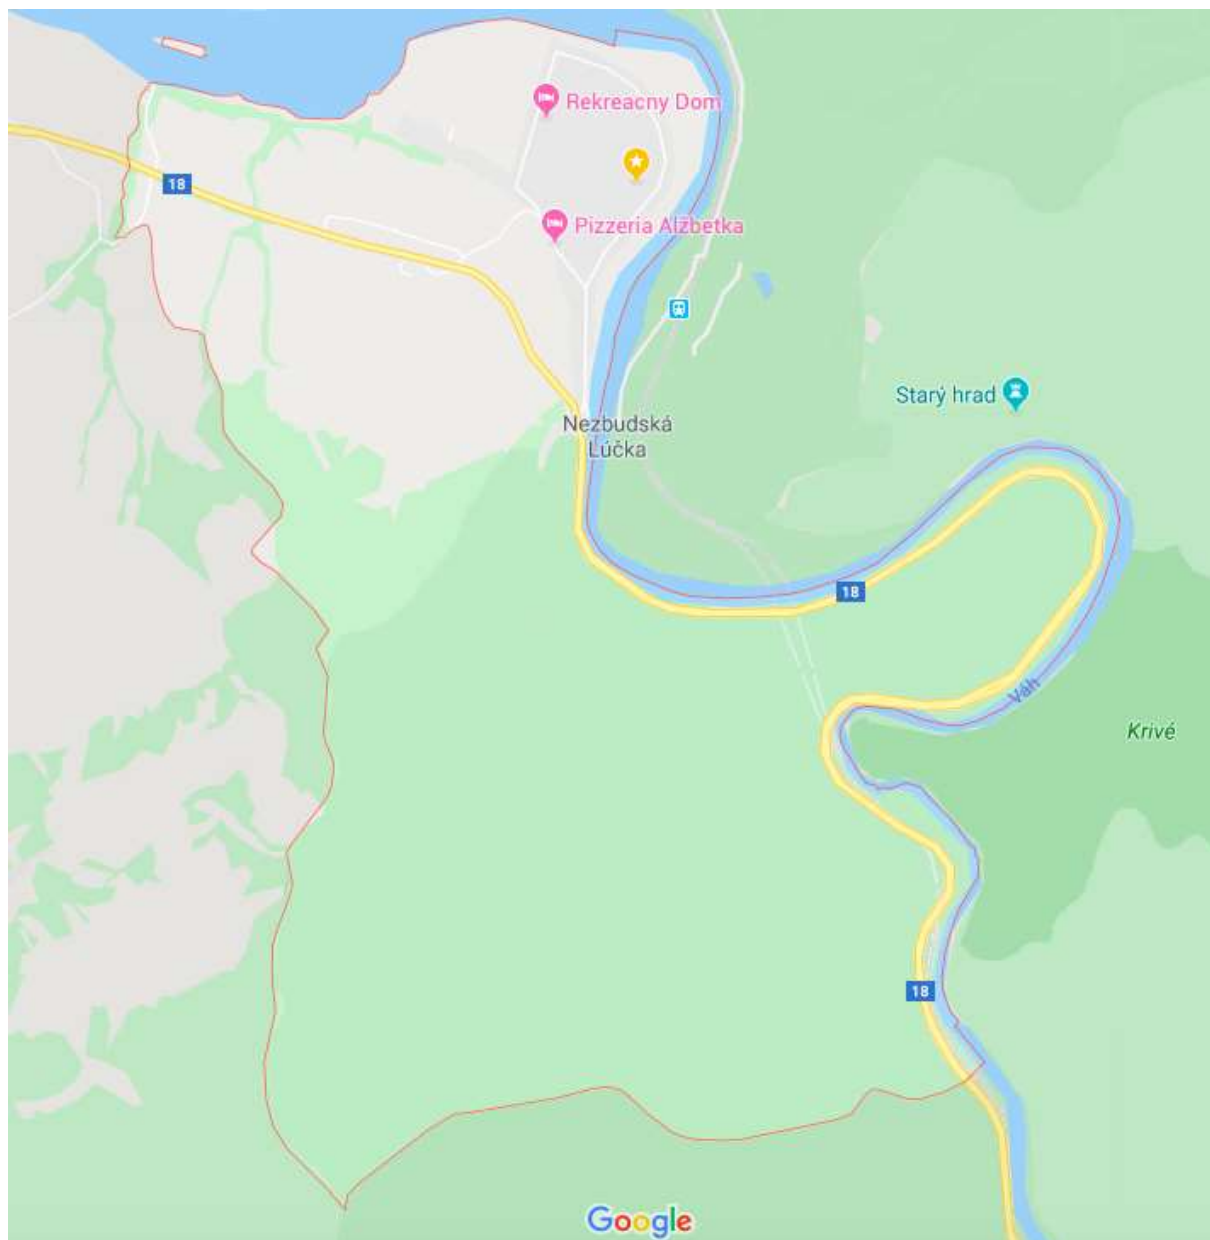 Rekreacny Dom
18
Pizzeria Alžbetka
Starý hrad
Nezbudská
Lúčka
18
Váh
Krivé
18
Google